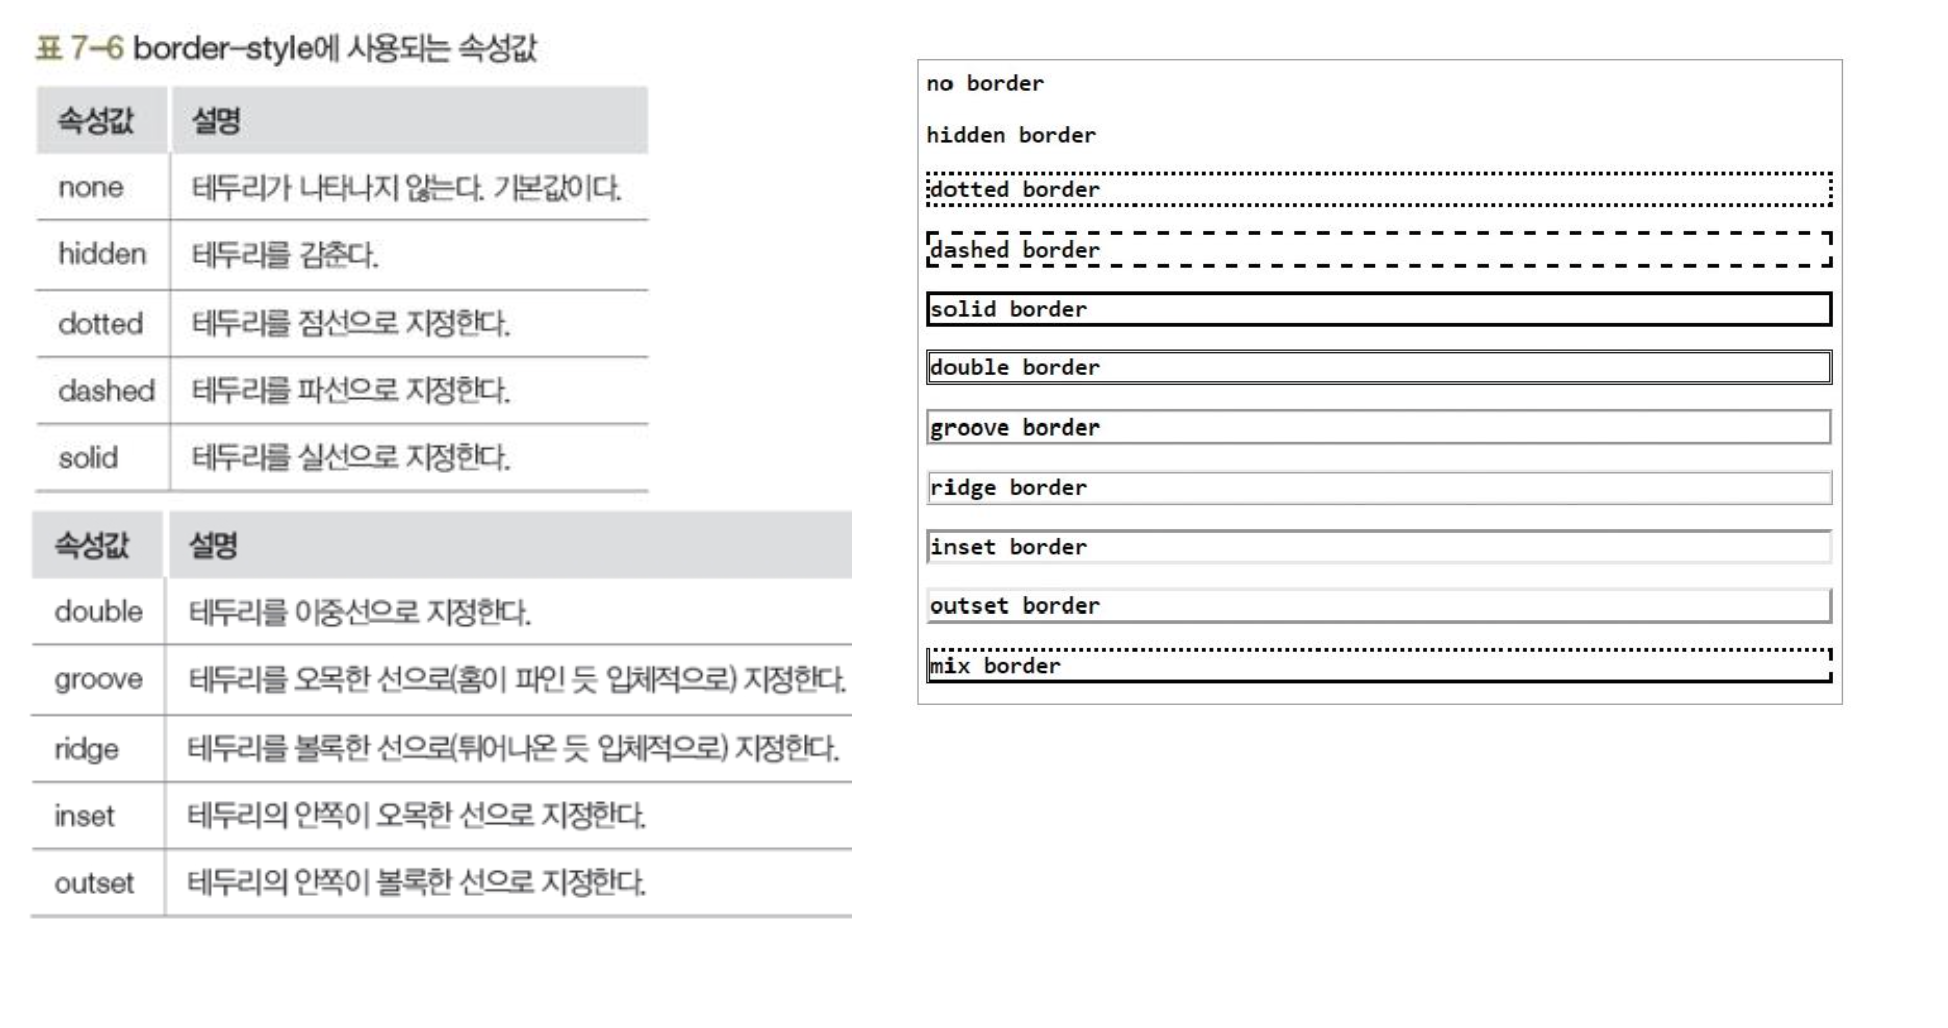 표 7-6 border-style에 사용되는 속성값
속성값 설명
none 테두리가 나타나지 않는다. 기본값이다.
hidden 테두리를 감춘다.
dotted 테두리를 점선으로 지정한다.
dashed 테두리를 파선으로 지정한다.
solid 테두리를 실선으로 지정한다.
속성값 설명
double 테두리를 이중선으로 지정한다.
groove 테두리를 오목한 선으로(홈이 파인 듯 입체적으로) 지정한다.
ridge 테두리를 볼록한 선으로(튀어나온 듯 입체적으로) 지정한다.
inset 테두리의 안쪽이 오목한 선으로 지정한다.
outset 테두리의 안쪽이 볼록한 선으로 지정한다.
no border
hidden border
dotted border
dashed border
solid border
double border
groove border
ridge border
inset border
outset border
mix border